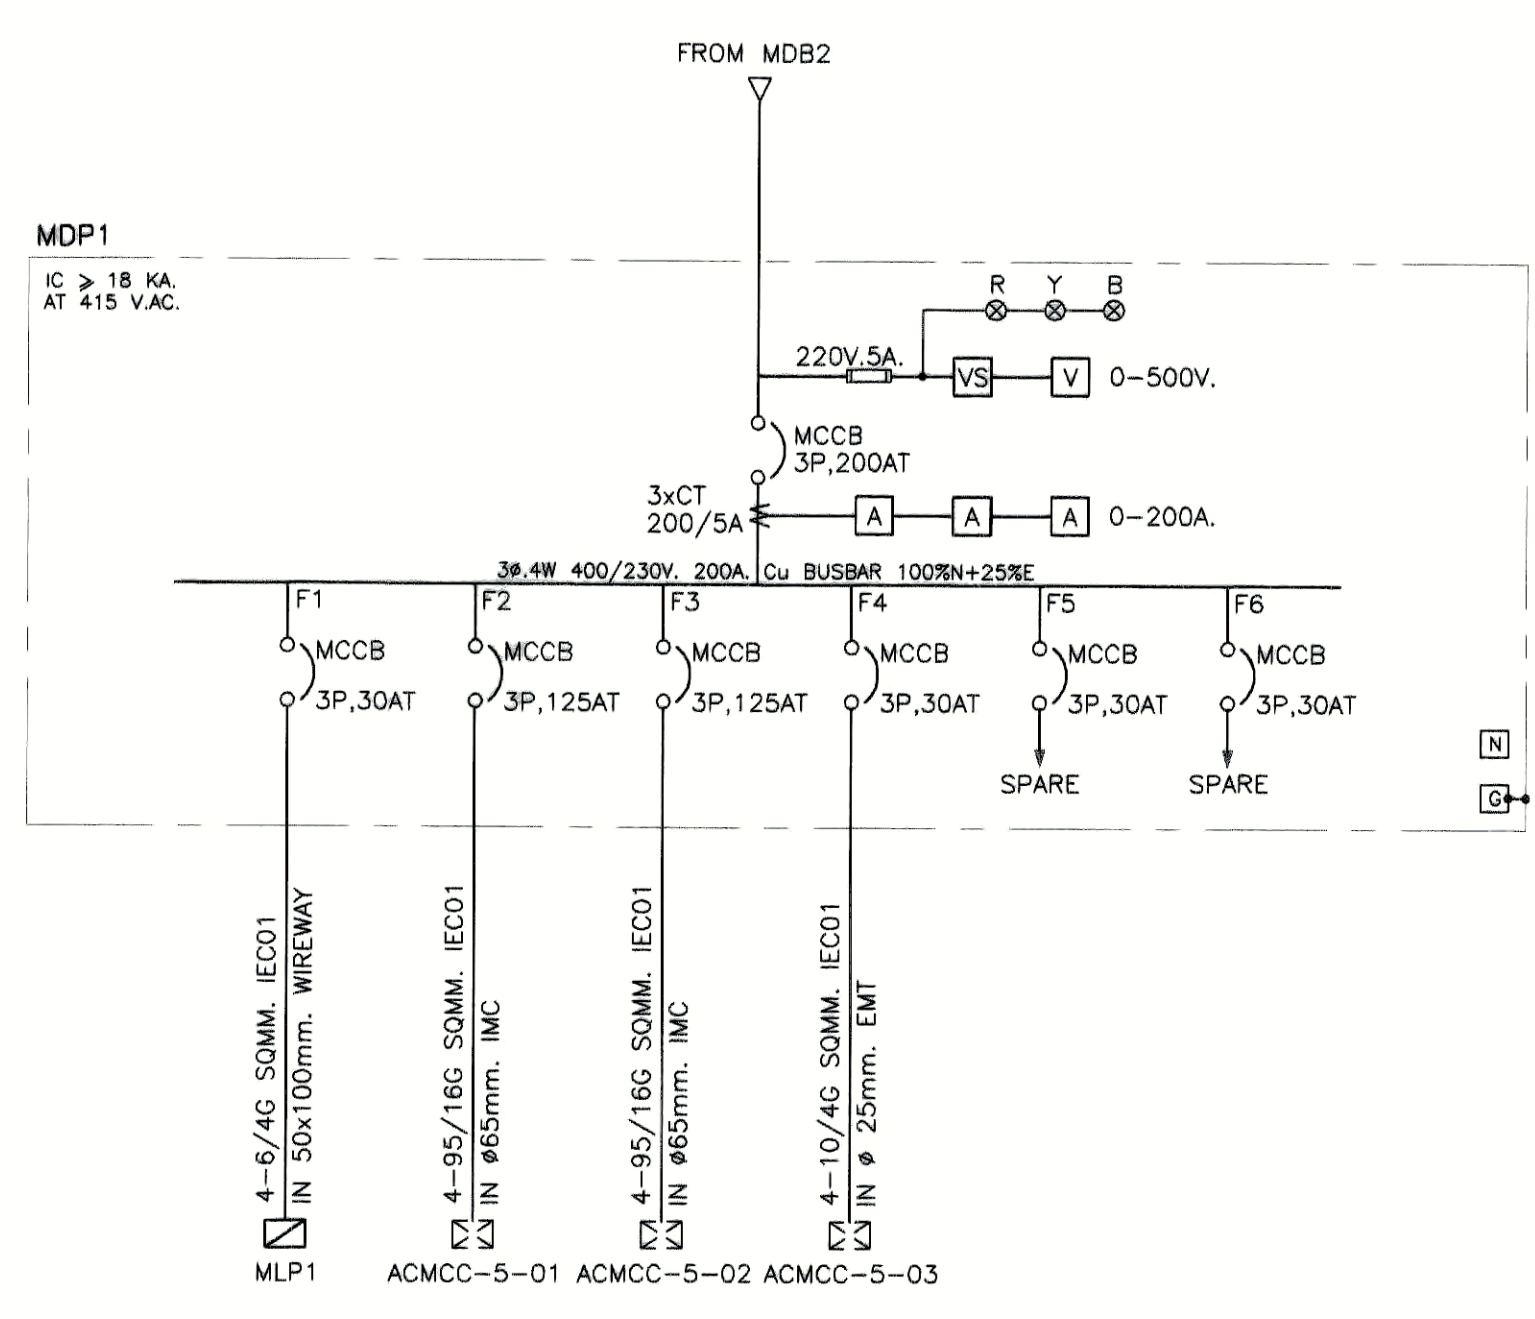 FROM MDB2
MDP1
IC ⩾ 18 KA.
AT 415 V.AC.
R Y B
220V.5A.
VS V 0-500V.
MCCB
3P,200AT
3xCT
200/5A
A A A 0-200A.
3ø.4W 400/230V. 200A. Cu BUSBAR 100%N+25%E
F1 F2 F3 F4 F5 F6
MCCB MCCB MCCB MCCB MCCB MCCB
3P,30AT 3P,125AT 3P,125AT 3P,30AT 3P,30AT 3P,30AT
N
SPARE SPARE
G
4-6/4G SQMM. IEC01
IN 50x100mm. WIREWAY
4-95/16G SQMM. IEC01
IN ø65mm. IMC
4-95/16G SQMM. IEC01
IN ø65mm. IMC
4-10/4G SQMM. IEC01
IN ø 25mm. EMT
MLP1 ACMCC-5-01 ACMCC-5-02 ACMCC-5-03